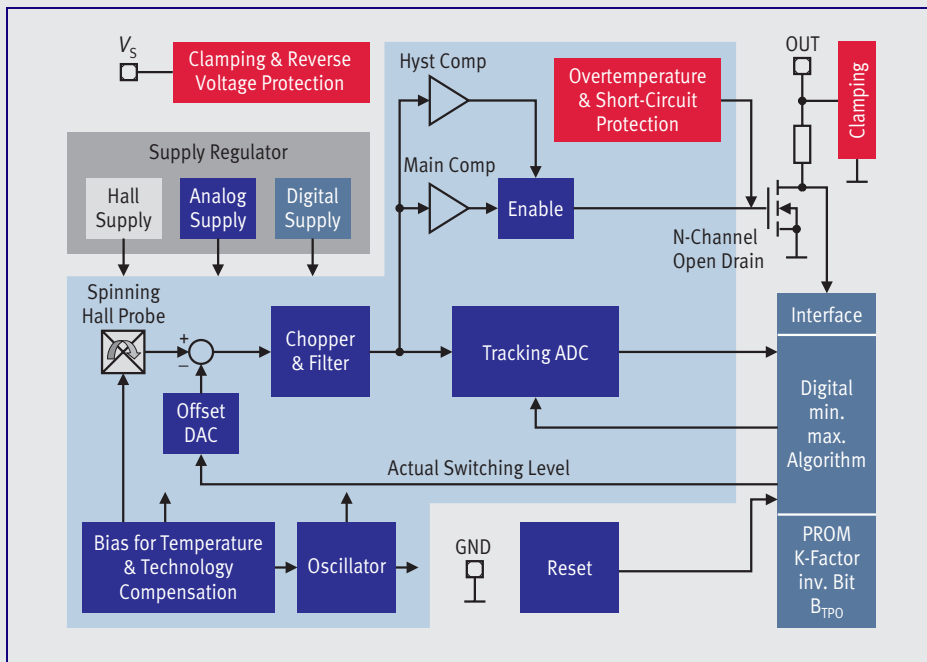 V_S
Clamping & Reverse
Voltage Protection
Hyst Comp
Overtemperature
& Short-Circuit
Protection
OUT
Clamping
Supply Regulator
Hall
Supply
Analog
Supply
Digital
Supply
Main Comp
Enable
N-Channel
Open Drain
Spinning
Hall Probe
+
−
Chopper
& Filter
Tracking ADC
Interface
Offset
DAC
Digital
min.
max.
Algorithm
Actual Switching Level
Bias for Temperature
& Technology
Compensation
Oscillator
GND
Reset
PROM
K-Factor
inv. Bit
B_TPO